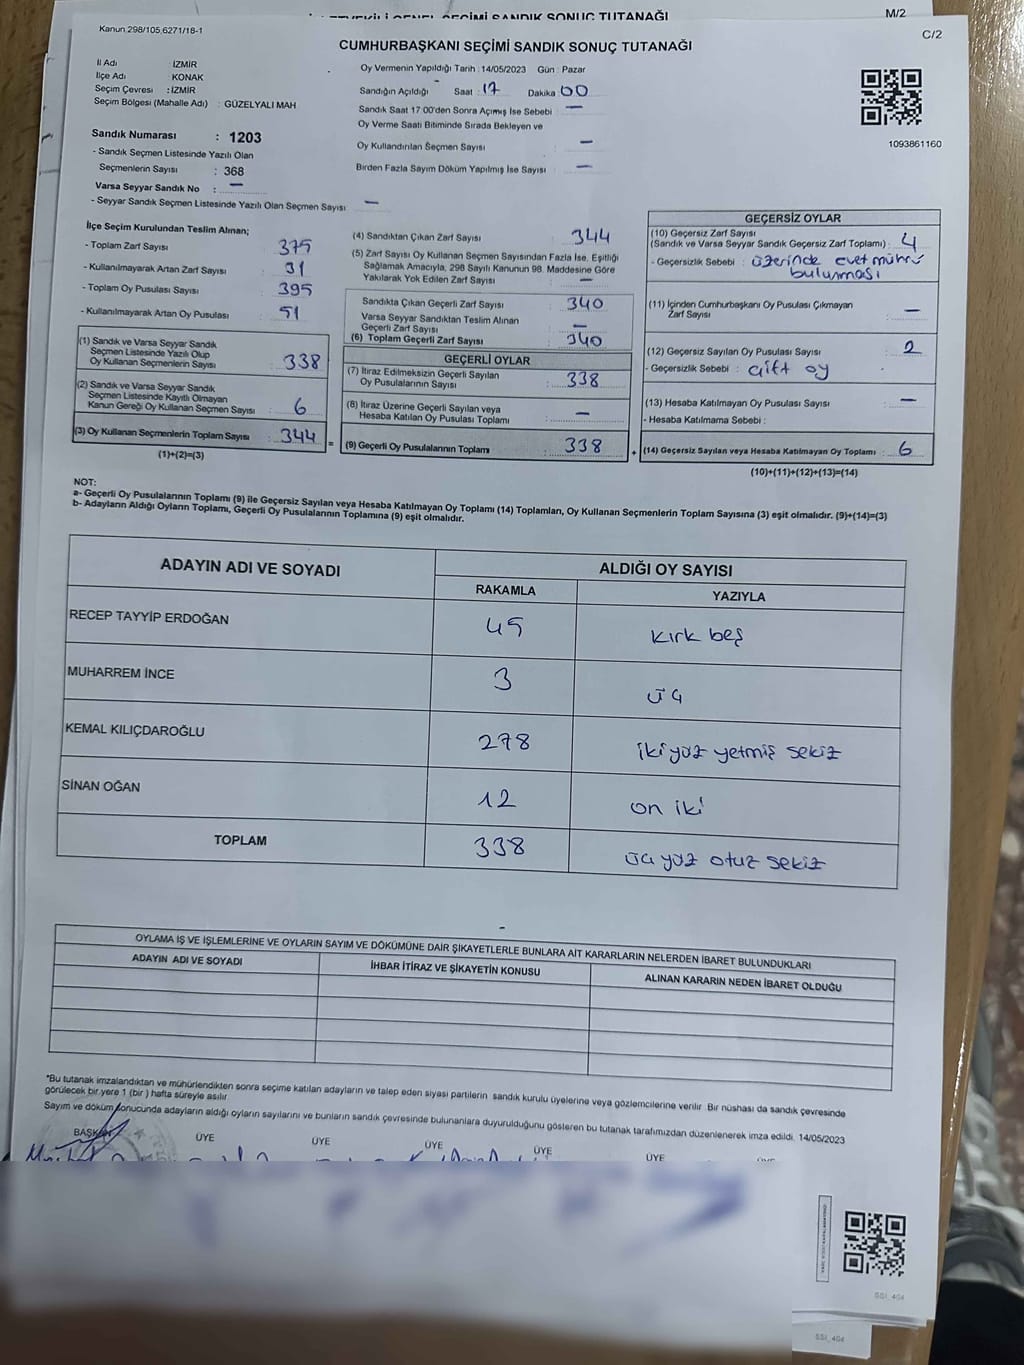 M/2
Kanun 298/105,6271/18-1
C/2
CUMHURBAŞKANI SEÇİMİ SANDIK SONUÇ TUTANAĞI
İl Adı : İZMİR
İlçe Adı : KONAK
Seçim Çevresi : İZMİR
Seçim Bölgesi (Mahalle Adı) : GÜZELYALI MAH
Sandık Numarası : 1203
- Sandık Seçmen Listesinde Yazılı Olan
Seçmenlerin Sayısı : 368
Varsa Seyyar Sandık No : —
- Seyyar Sandık Seçmen Listesinde Yazılı Olan Seçmen Sayısı —
Oy Vermenin Yapıldığı Tarih : 14/05/2023 Gün : Pazar
Sandığın Açıldığı Saat : 17 Dakika : 00
Sandık Saat 17:00'den Sonra Açımış İse Sebebi —
Oy Verme Saati Bitiminde Sırada Bekleyen ve
Oy Kullandırılan Seçmen Sayısı : —
Birden Fazla Sayım Döküm Yapılmış İse Sayısı : —
1093861160
İlçe Seçim Kurulundan Teslim Alınan;
- Toplam Zarf Sayısı : 375
- Kullanılmayarak Artan Zarf Sayısı : 31
- Toplam Oy Pusulası Sayısı : 395
- Kullanılmayarak Artan Oy Pusulası : 51
(1) Sandık ve Varsa Seyyar Sandık
Seçmen Listesinde Yazılı Olup
Oy Kullanan Seçmenlerin Sayısı : 338
(2) Sandık ve Varsa Seyyar Sandık
Seçmen Listesinde Kayıtlı Olmayan
Kanun Gereği Oy Kullanan Seçmen Sayısı : 6
(3) Oy Kullanan Seçmenlerin Toplam Sayısı : 344
(1)+(2)=(3)
=
(4) Sandıktan Çıkan Zarf Sayısı : 344
(5) Zarf Sayısı Oy Kullanan Seçmen Sayısından Fazla İse, Eşitliği
Sağlamak Amacıyla, 298 Sayılı Kanunun 98. Maddesine Göre
Yakılarak Yok Edilen Zarf Sayısı : —
Sandıkta Çıkan Geçerli Zarf Sayısı : 340
Varsa Seyyar Sandıktan Teslim Alınan
Geçerli Zarf Sayısı : —
(6) Toplam Geçerli Zarf Sayısı : 340
GEÇERLİ OYLAR
(7) İtiraz Edilmeksizin Geçerli Sayılan
Oy Pusulalarının Sayısı : 338
(8) İtiraz Üzerine Geçerli Sayılan veya
Hesaba Katılan Oy Pusulası Toplamı : —
(9) Geçerli Oy Pusulalarının Toplamı : 338
+
GEÇERSİZ OYLAR
(10) Geçersiz Zarf Sayısı
(Sandık ve Varsa Seyyar Sandık Geçersiz Zarf Toplamı) : 4
- Geçersizlik Sebebi : üzerinde evet mührü
bulunması
(11) İçinden Cumhurbaşkanı Oy Pusulası Çıkmayan
Zarf Sayısı : —
(12) Geçersiz Sayılan Oy Pusulası Sayısı : 2
- Geçersizlik Sebebi : çift oy
(13) Hesaba Katılmayan Oy Pusulası Sayısı : —
- Hesaba Katılmama Sebebi :
(14) Geçersiz Sayılan veya Hesaba Katılmayan Oy Toplamı : 6
(10)+(11)+(12)+(13)=(14)
NOT:
a- Geçerli Oy Pusulalarının Toplamı (9) ile Geçersiz Sayılan veya Hesaba Katılmayan Oy Toplamı (14) Toplamları, Oy Kullanan Seçmenlerin Toplam Sayısına (3) eşit olmalıdır. (9)+(14)=(3)
b- Adayların Aldığı Oyların Toplamı, Geçerli Oy Pusulalarının Toplamına (9) eşit olmalıdır.
ADAYIN ADI VE SOYADI
ALDIĞI OY SAYISI
RAKAMLA YAZIYLA
RECEP TAYYİP ERDOĞAN 45 kırk beş
MUHARREM İNCE 3 üç
KEMAL KILIÇDAROĞLU 278 iki yüz yetmiş sekiz
SİNAN OĞAN 12 on iki
TOPLAM 338 üç yüz otuz sekiz
OYLAMA İŞ VE İŞLEMLERİNE VE OYLARIN SAYIM VE DÖKÜMÜNE DAİR ŞİKAYETLERLE BUNLARA AİT KARARLARIN NELERDEN İBARET BULUNDUKLARI
ADAYIN ADI VE SOYADI İHBAR İTİRAZ VE ŞİKAYETİN KONUSU ALINAN KARARIN NEDEN İBARET OLDUĞU
*Bu tutanak imzalandıktan ve mühürlendikten sonra seçime katılan adayların ve talep eden siyasi partilerin sandık kurulu üyelerine veya gözlemcilerine verilir. Bir nüshası da sandık çevresinde
görülecek bir yere 1 (bir) hafta süreyle asılır.
Sayım ve döküm sonucunda adayların aldığı oyların sayılarını ve bunların sandık çevresinde bulunanlara duyurulduğunu gösteren bu tutanak tarafımızdan düzenlenerek imza edildi. 14/05/2023
BAŞKAN ÜYE ÜYE ÜYE ÜYE ÜYE
SSI_404
SSI_404